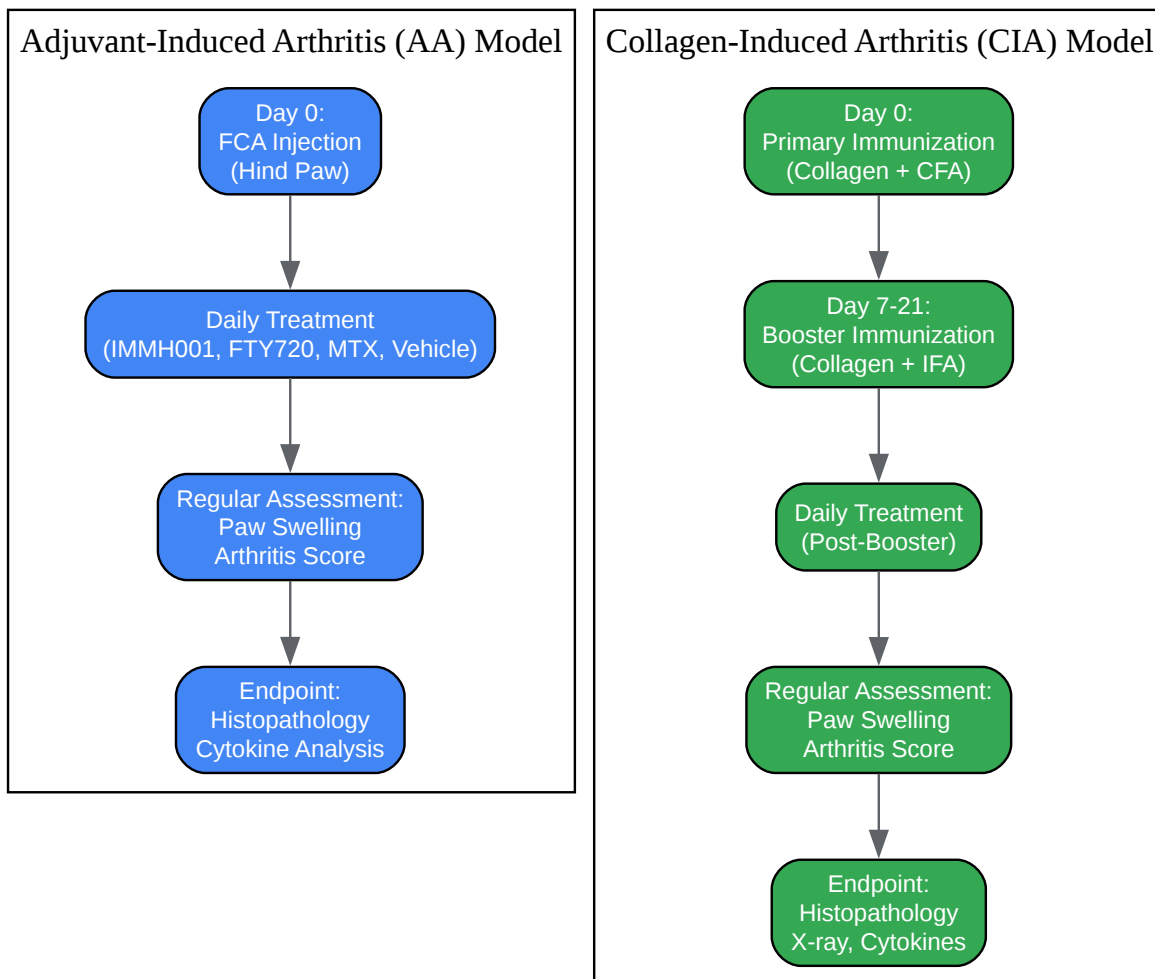 Adjuvant-Induced Arthritis (AA) Model
Day 0:
FCA Injection
(Hind Paw)
Daily Treatment
(IMMH001, FTY720, MTX, Vehicle)
Regular Assessment:
Paw Swelling
Arthritis Score
Endpoint:
Histopathology
Cytokine Analysis
Collagen-Induced Arthritis (CIA) Model
Day 0:
Primary Immunization
(Collagen + CFA)
Day 7-21:
Booster Immunization
(Collagen + IFA)
Daily Treatment
(Post-Booster)
Regular Assessment:
Paw Swelling
Arthritis Score
Endpoint:
Histopathology
X-ray, Cytokines